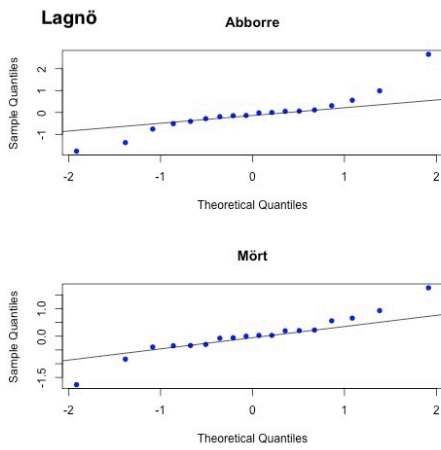 Lagnö
Abborre
Sample Quantiles
2
1
0
-1
-2
-1
0
1
2
Theoretical Quantiles
Mört
Sample Quantiles
1.0
0.0
-1.5
-2
-1
0
1
2
Theoretical Quantiles